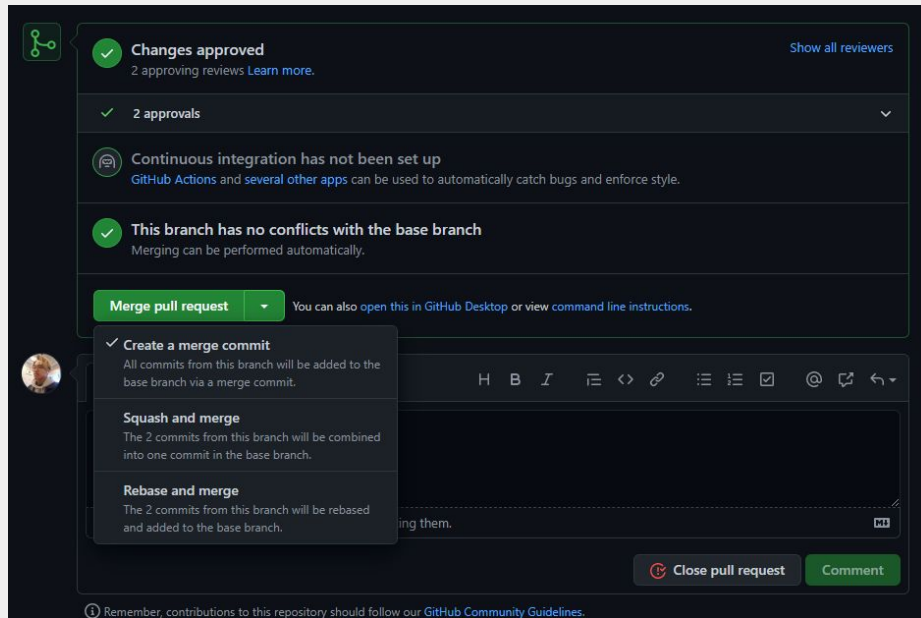 Changes approved
Show all reviewers
2 approving reviews Learn more.
2 approvals
Continuous integration has not been set up
GitHub Actions and several other apps can be used to automatically catch bugs and enforce style.
This branch has no conflicts with the base branch
Merging can be performed automatically.
Merge pull request
You can also open this in GitHub Desktop or view command line instructions.
Create a merge commit
All commits from this branch will be added to the
base branch via a merge commit.
H B I
Squash and merge
The 2 commits from this branch will be combined
into one commit in the base branch.
Rebase and merge
The 2 commits from this branch will be rebased
and added to the base branch.
ing them.
Close pull request
Comment
Remember, contributions to this repository should follow our GitHub Community Guidelines.